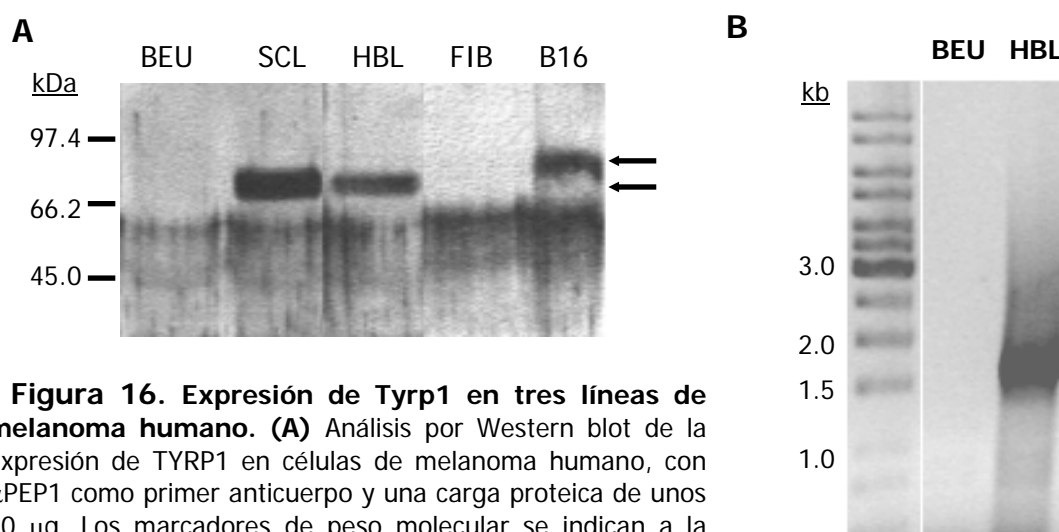 A
BEU SCL HBL FIB B16
kDa
97.4
66.2
45.0
B
BEU HBL
kb
3.0
2.0
1.5
1.0
Figura 16. Expresión de Tyrp1 en tres líneas de
melanoma humano. (A) Análisis por Western blot de la
expresión de TYRP1 en células de melanoma humano, con
αPEP1 como primer anticuerpo y una carga proteica de unos
µg. Los marcadores de peso molecular se indican a la